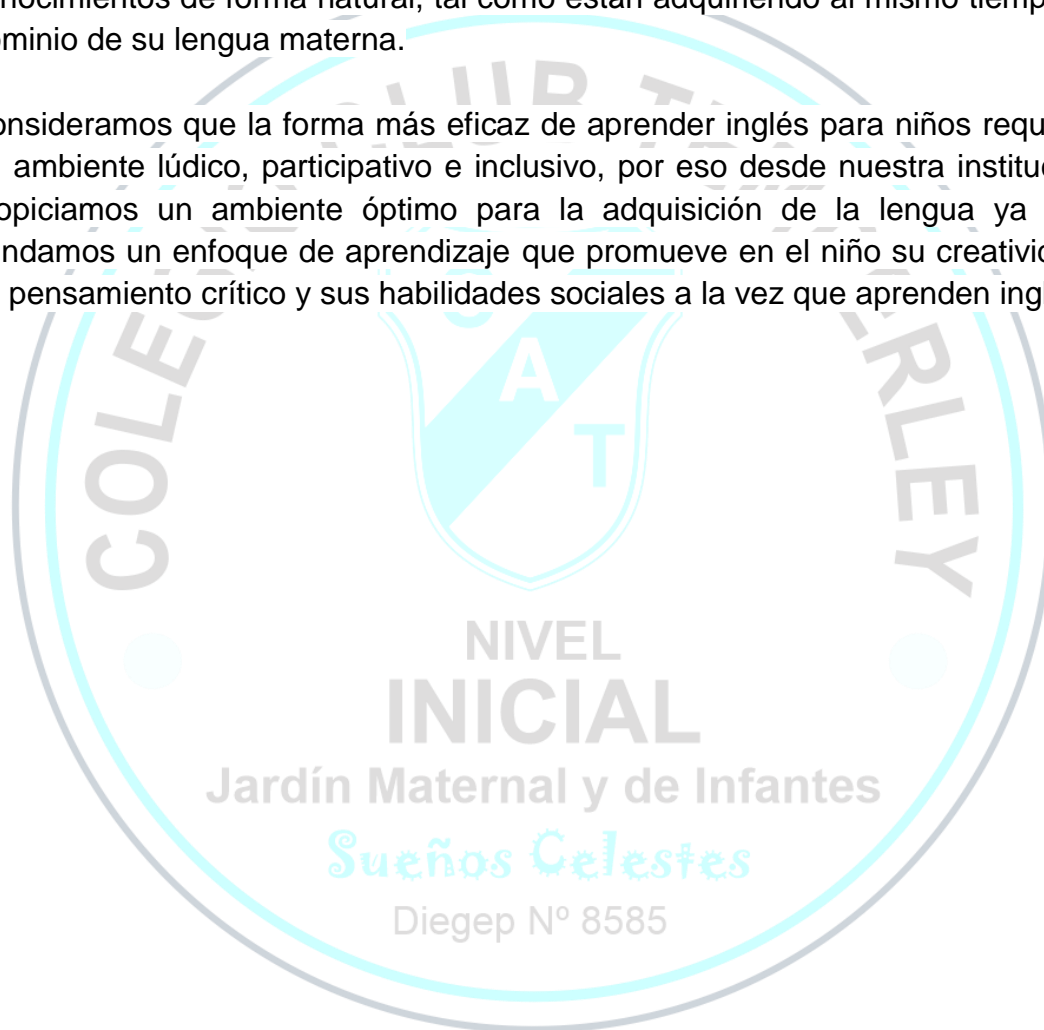 nocimientos de forma natural, tal como están adquiriendo al mismo tiemp
ominio de su lengua materna.
onsideramos que la forma más eficaz de aprender inglés para niños requ
ambiente lúdico, participativo e inclusivo, por eso desde nuestra institu
opiciamos un ambiente óptimo para la adquisición de la lengua ya
ndamos un enfoque de aprendizaje que promueve en el niño su creativi
pensamiento crítico y sus habilidades sociales a la vez que aprenden ing
A
T
NIVEL
INICIAL
Jardín Maternal y de Infantes
Sueños Celestes
Diegep Nº 8585